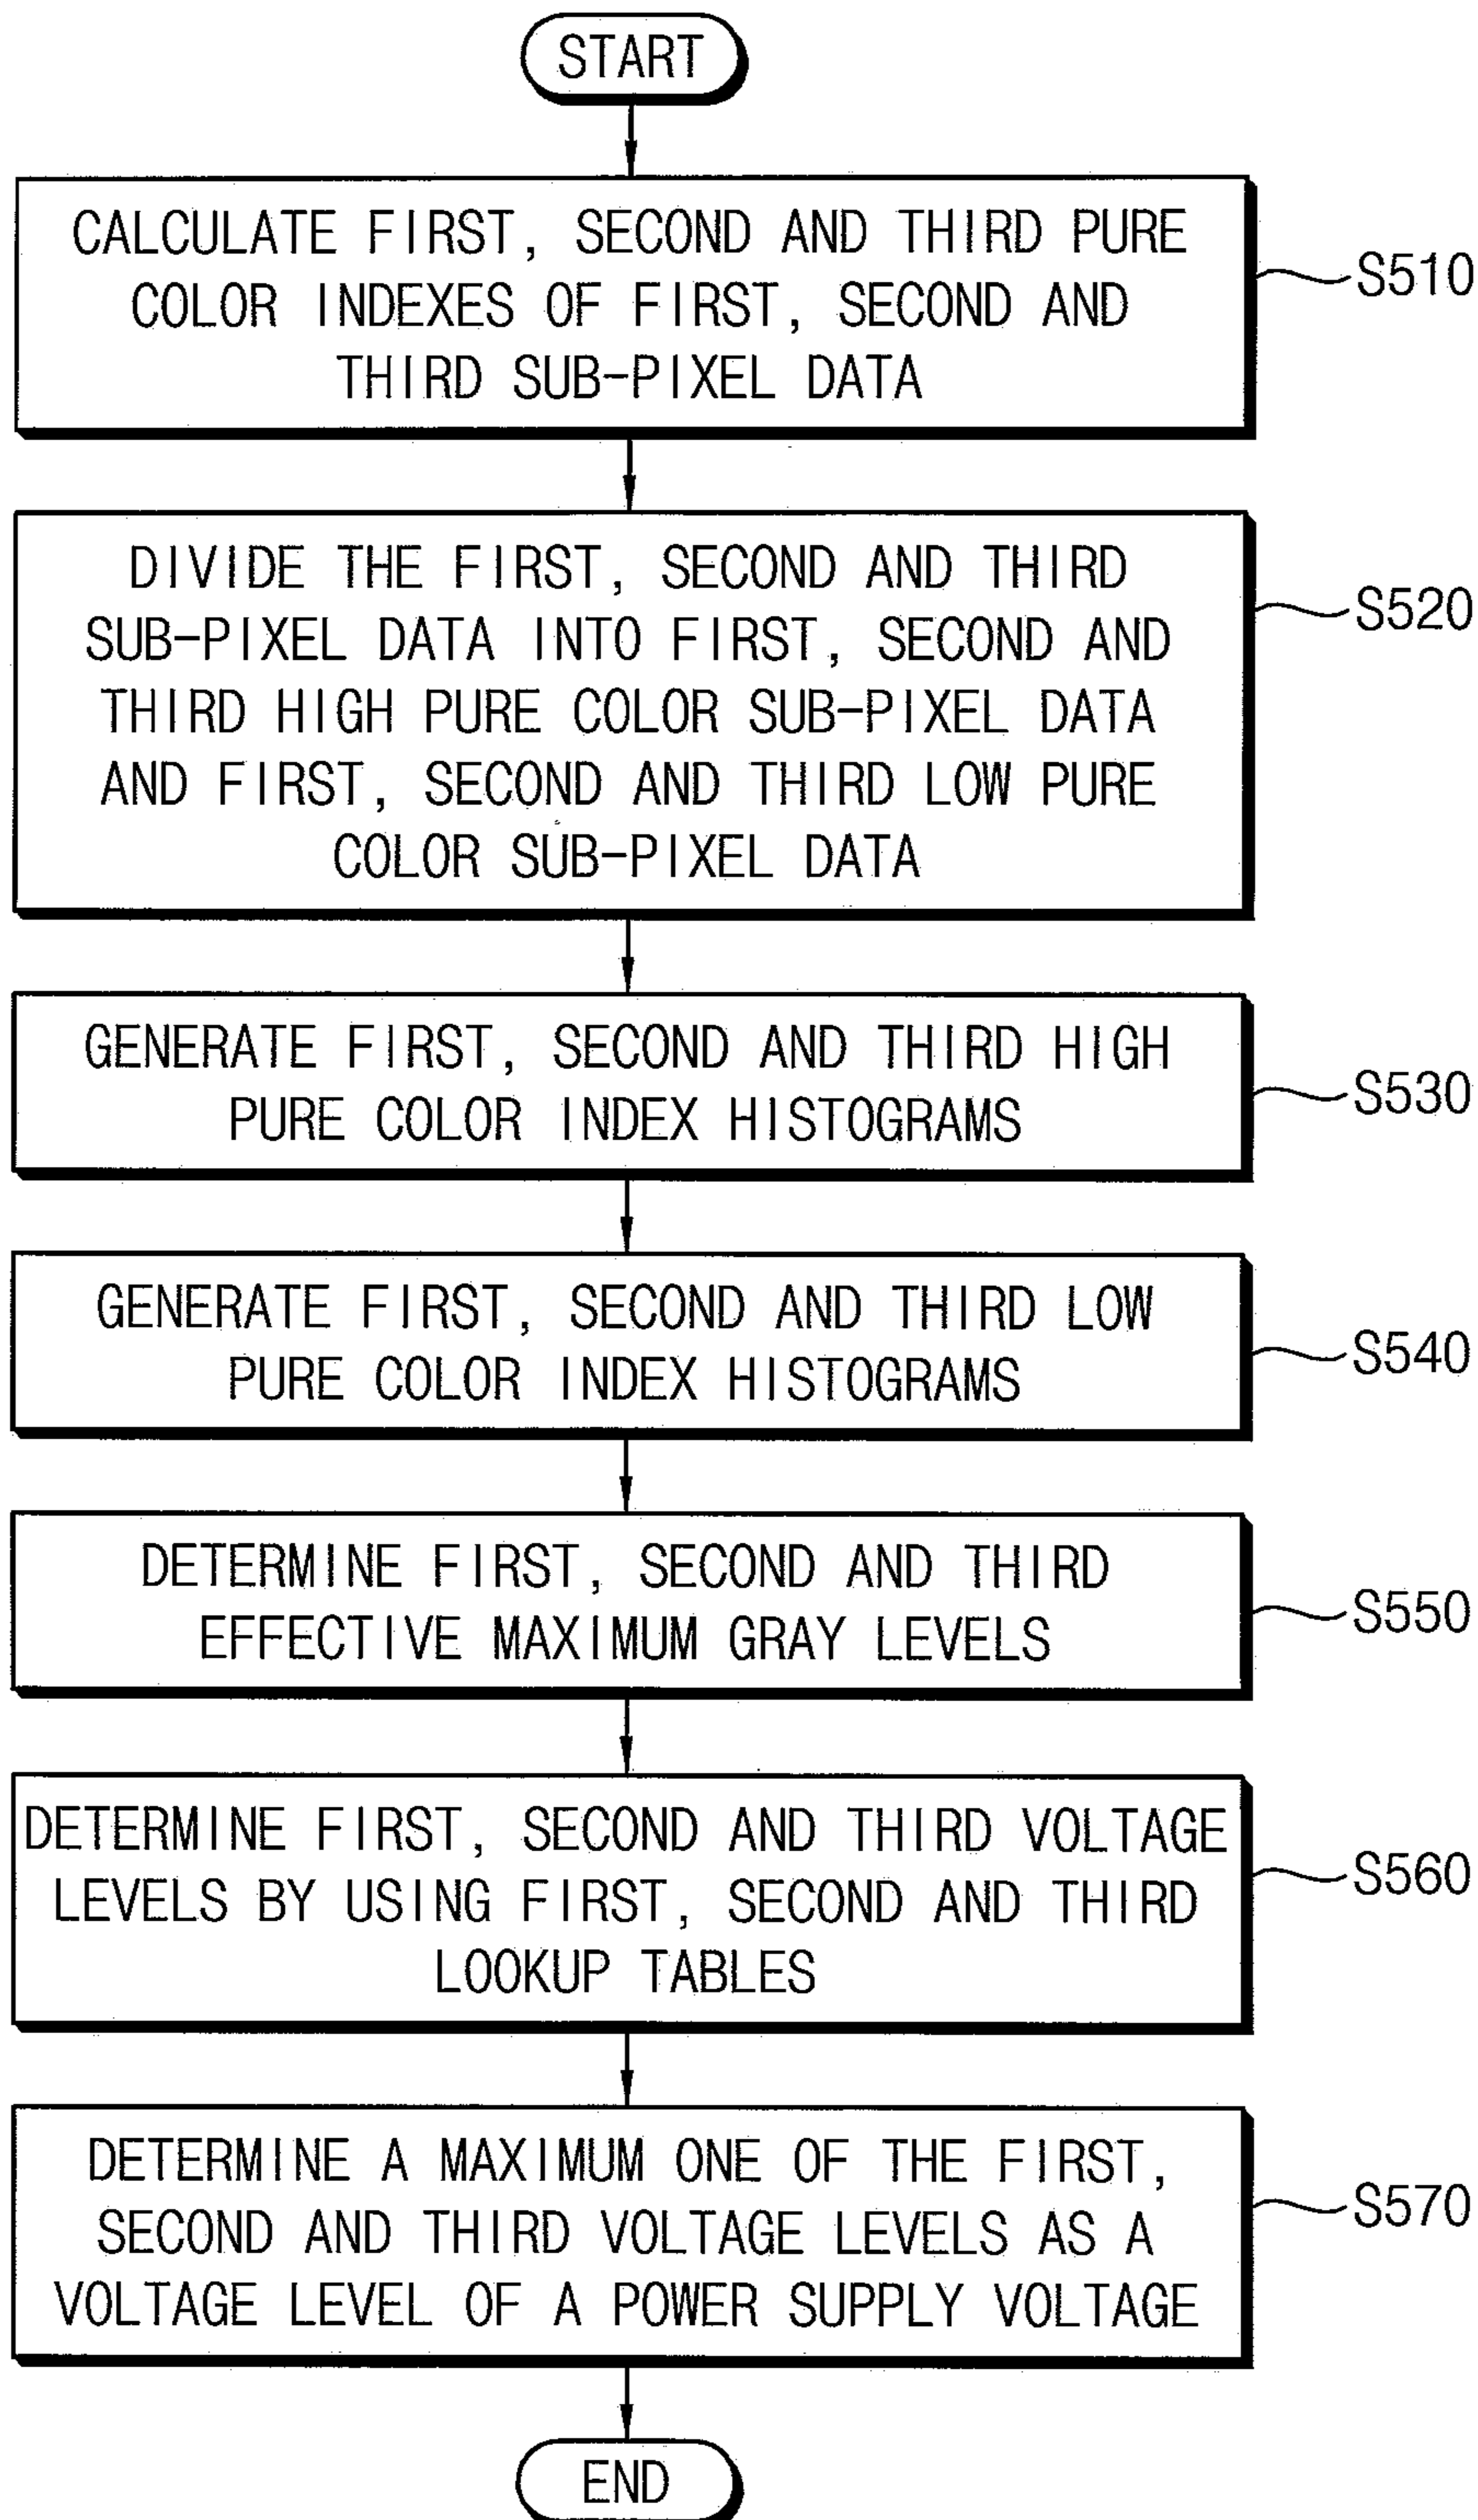 START
CALCULATE FIRST, SECOND AND THIRD PURE
COLOR INDEXES OF FIRST, SECOND AND
THIRD SUB-PIXEL DATA
S510
DIVIDE THE FIRST, SECOND AND THIRD
SUB-PIXEL DATA INTO FIRST, SECOND AND
THIRD HIGH PURE COLOR SUB-PIXEL DATA
AND FIRST, SECOND AND THIRD LOW PURE
COLOR SUB-PIXEL DATA
S520
GENERATE FIRST, SECOND AND THIRD HIGH
PURE COLOR INDEX HISTOGRAMS
S530
GENERATE FIRST, SECOND AND THIRD LOW
PURE COLOR INDEX HISTOGRAMS
S540
DETERMINE FIRST, SECOND AND THIRD
EFFECTIVE MAXIMUM GRAY LEVELS
S550
DETERMINE FIRST, SECOND AND THIRD VOLTAGE
LEVELS BY USING FIRST, SECOND AND THIRD
LOOKUP TABLES
S560
DETERMINE A MAXIMUM ONE OF THE FIRST,
SECOND AND THIRD VOLTAGE LEVELS AS A
VOLTAGE LEVEL OF A POWER SUPPLY VOLTAGE
S570
END